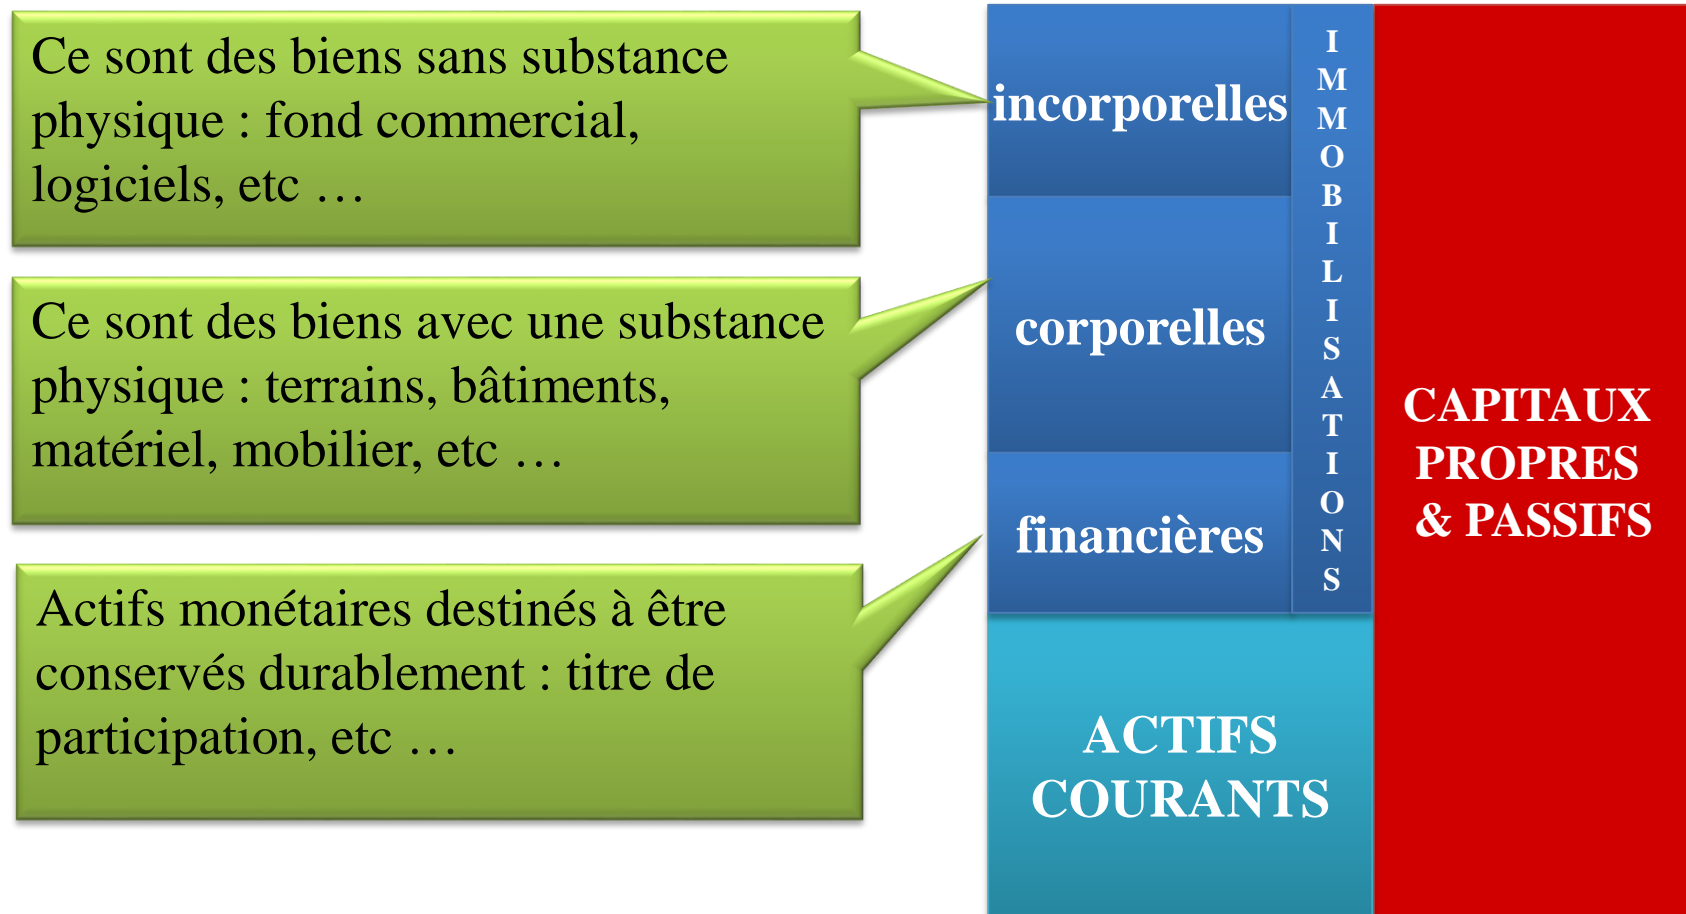 Ce sont des biens sans substance
physique : fond commercial,
logiciels, etc …
Ce sont des biens avec une substance
physique : terrains, bâtiments,
matériel, mobilier, etc …
Actifs monétaires destinés à être
conservés durablement : titre de
participation, etc …
incorporelles
corporelles
financières
I
M
M
O
B
I
L
I
S
A
T
I
O
N
S
ACTIFS
COURANTS
CAPITAUX
PROPRES
& PASSIFS